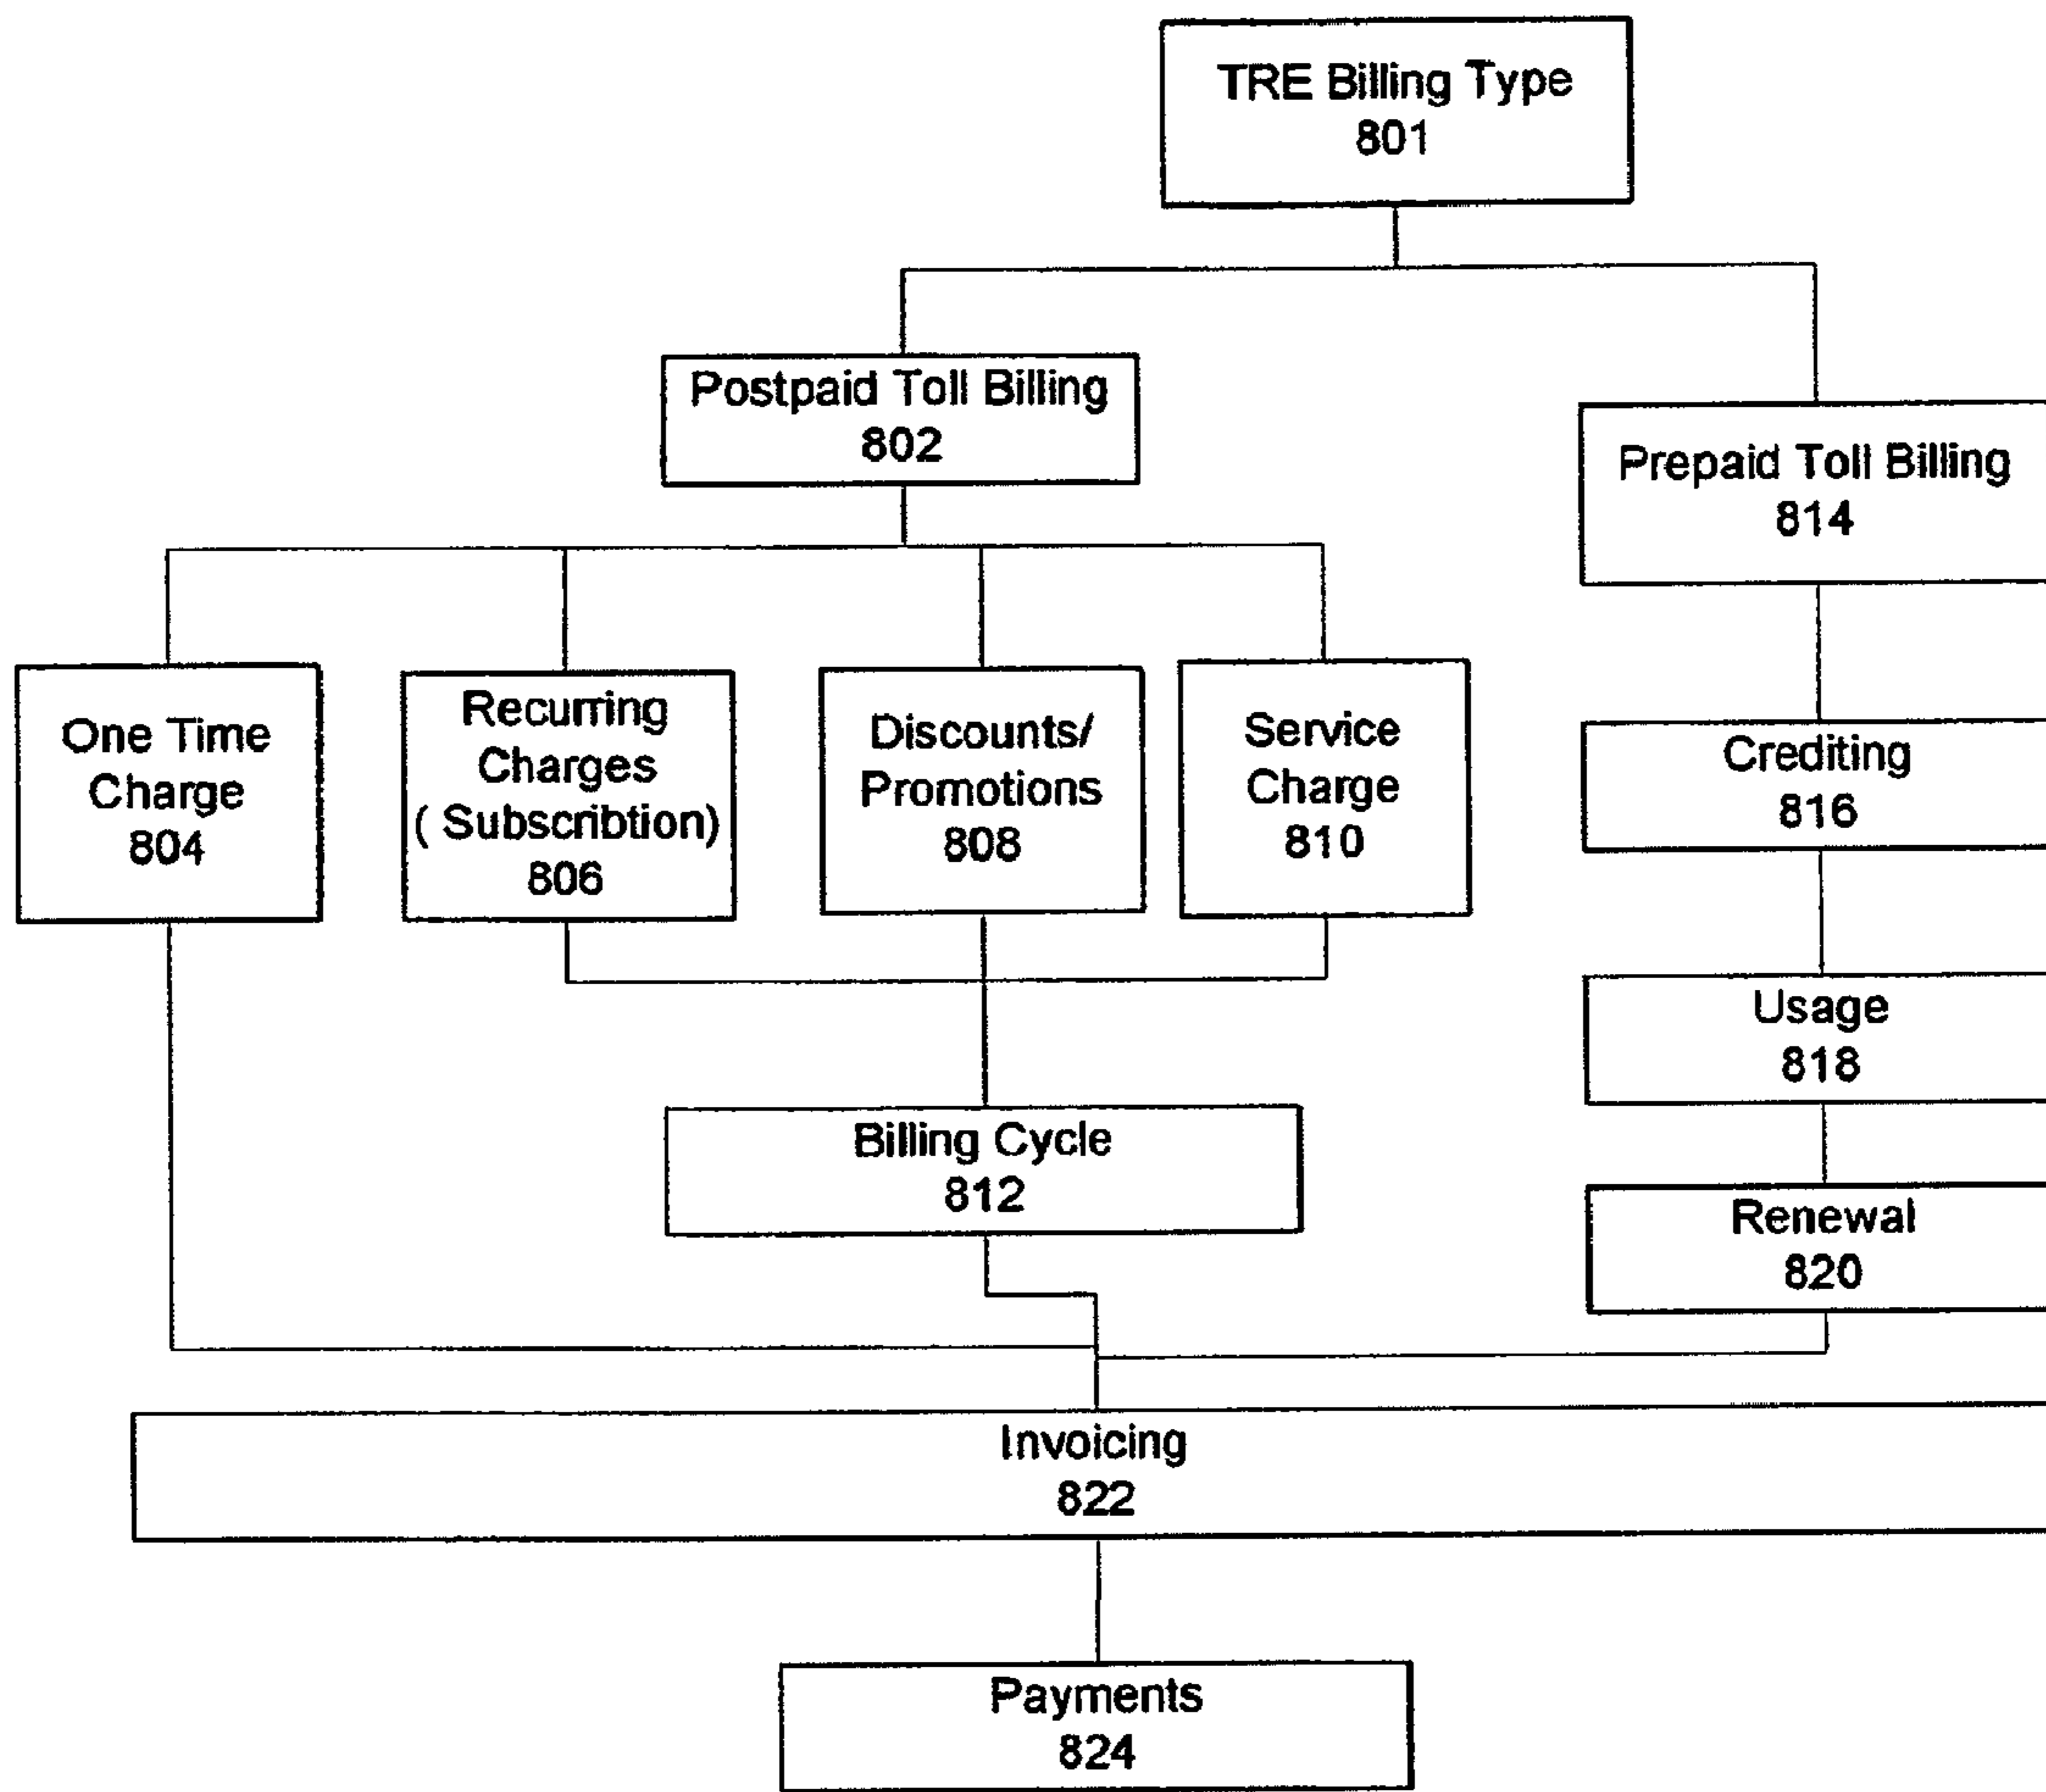 TRE Billing Type
801
Postpaid Toll Billing
802
Prepaid Toll Billing
814
One Time
Charge
804
Recurring
Charges
( Subscribtion)
806
Discounts/
Promotions
808
Service
Charge
810
Crediting
816
Usage
818
Billing Cycle
812
Renewal
820
Invoicing
822
Payments
824